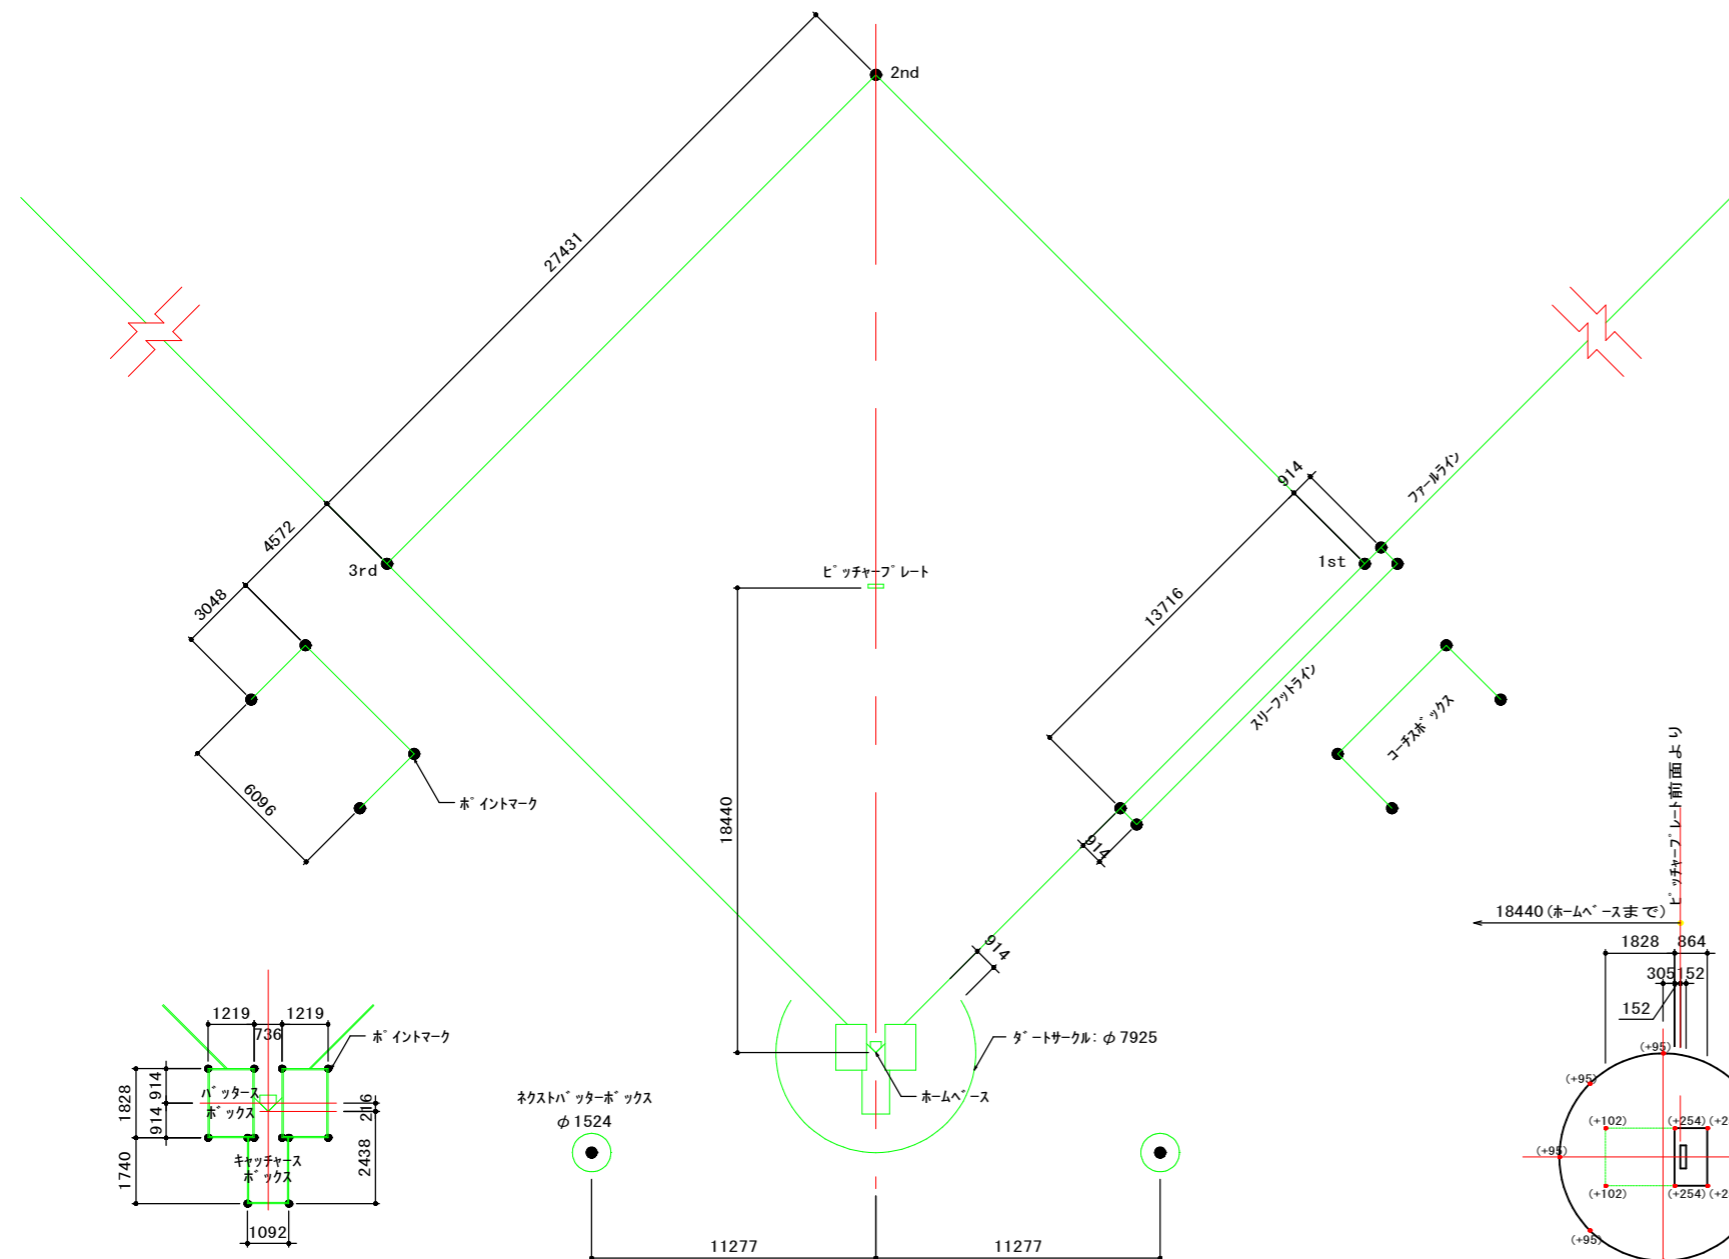 2nd
27431
914
ファールライン
4572
3rd
1st
ピッチャープレート
3048
13716
スリーフットライン
コーチスボックス
6096
ポイントマーク
18440
914
ピッチャープレート前面より
18440(ホームベースまで)
914
1828
864
305
152
152
1219
1219
736
ポイントマーク
ダートサークル:φ7925
(+95)
(+95)
914
1828
バッタース
ボックス
914
216
ホームベース
ネクストバッターボックス
φ1524
(+102)
(+254)
(+2
キャッチャース
ボックス
1740
2438
(+95)
(+102)
(+254)
(+2
1092
11277
11277
(+95)